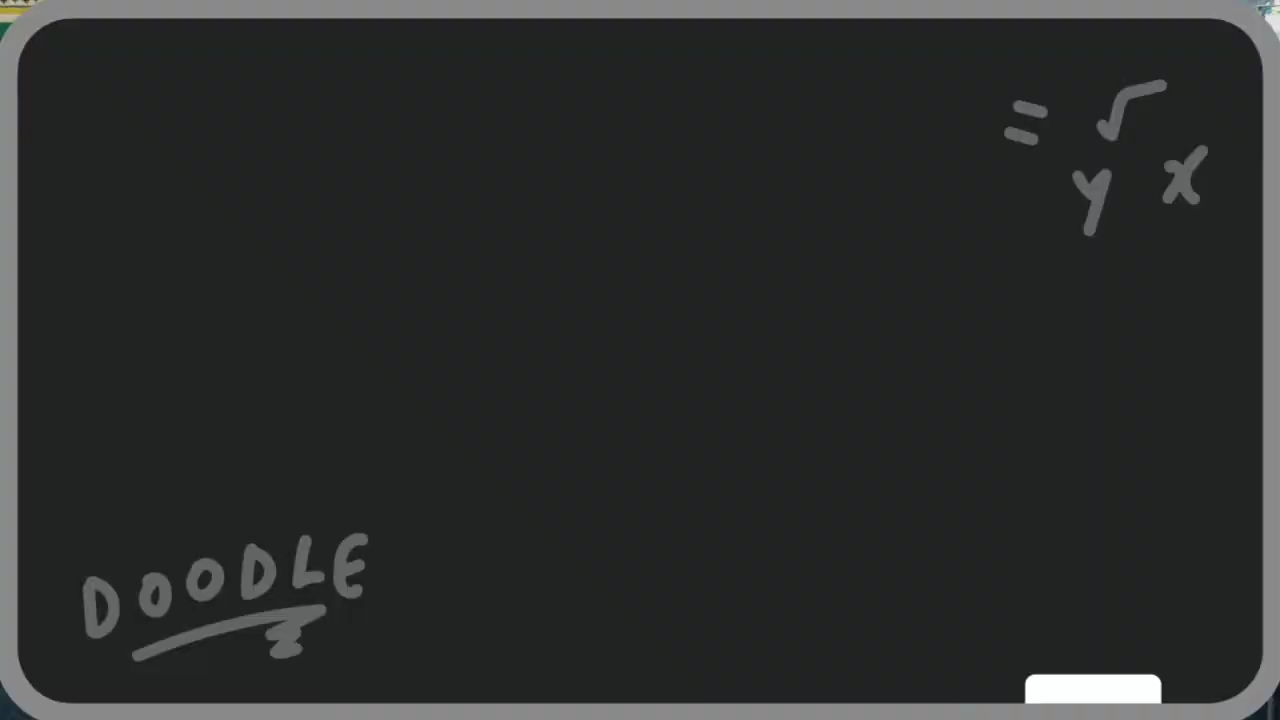 = √
y x
DOODLE